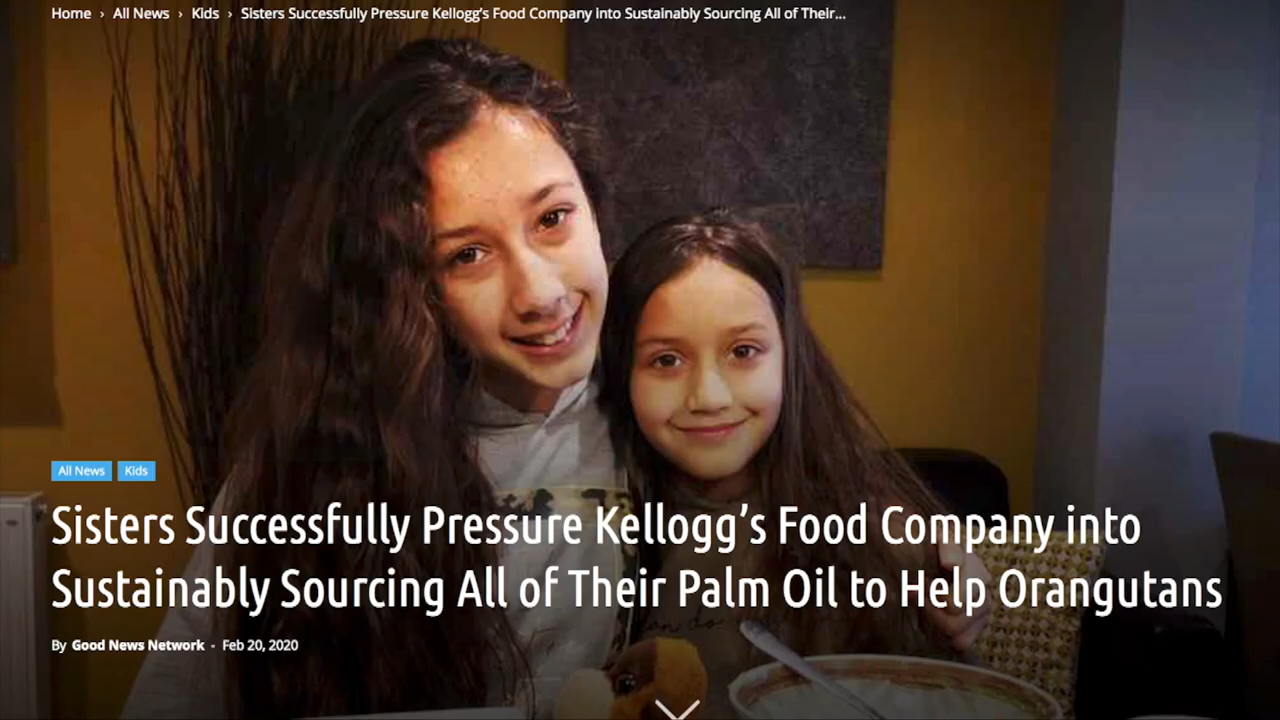 Home › All News › Kids › Sisters Successfully Pressure Kellogg's Food Company into Sustainably Sourcing All of Their...
All News Kids
Sisters Successfully Pressure Kellogg’s Food Company into
Sustainably Sourcing All of Their Palm Oil to Help Orangutans
By Good News Network - Feb 20, 2020